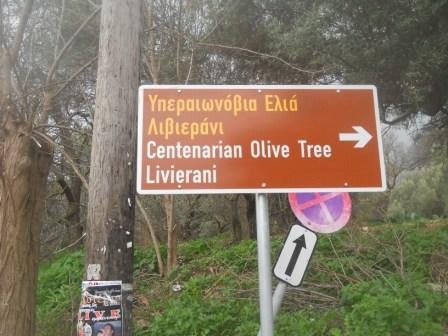 Υπεραιωνόβια Ελιά
Λιβιεράνι
Centenarian Olive Tree
Livierani